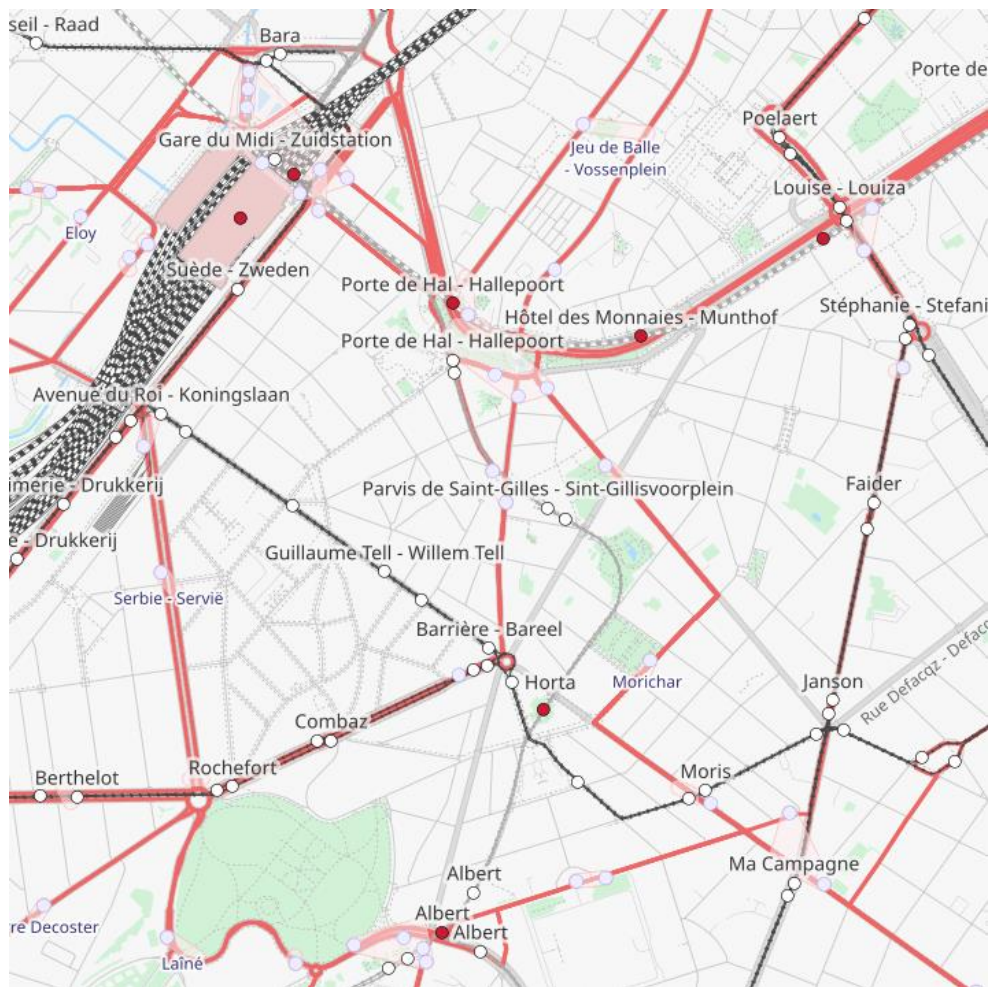 seil - Raad
Bara
Porte de
Poelaert
Gare du Midi - Zuidstation
Jeu de Balle
- Vossenplein
Louise - Louiza
Eloy
Suède - Zweden
Porte de Hal - Hallepoort
Stéphanie - Stefani
Hôtel des Monnaies - Munthof
Porte de Hal - Hallepoort
Avenue du Roi - Koningslaan
imerie - Drukkerij
Parvis de Saint-Gilles - Sint-Gillisvoorplein
Faider
e - Drukkerij
Guillaume Tell - Willem Tell
Serbie - Servië
Barrière - Bareel
Rue Defacqz - Defacq
Horta
Morichar
Janson
Combaz
Berthelot
Rochefort
Moris
Ma Campagne
Albert
Albert
Albert
re Decoster
Laîné